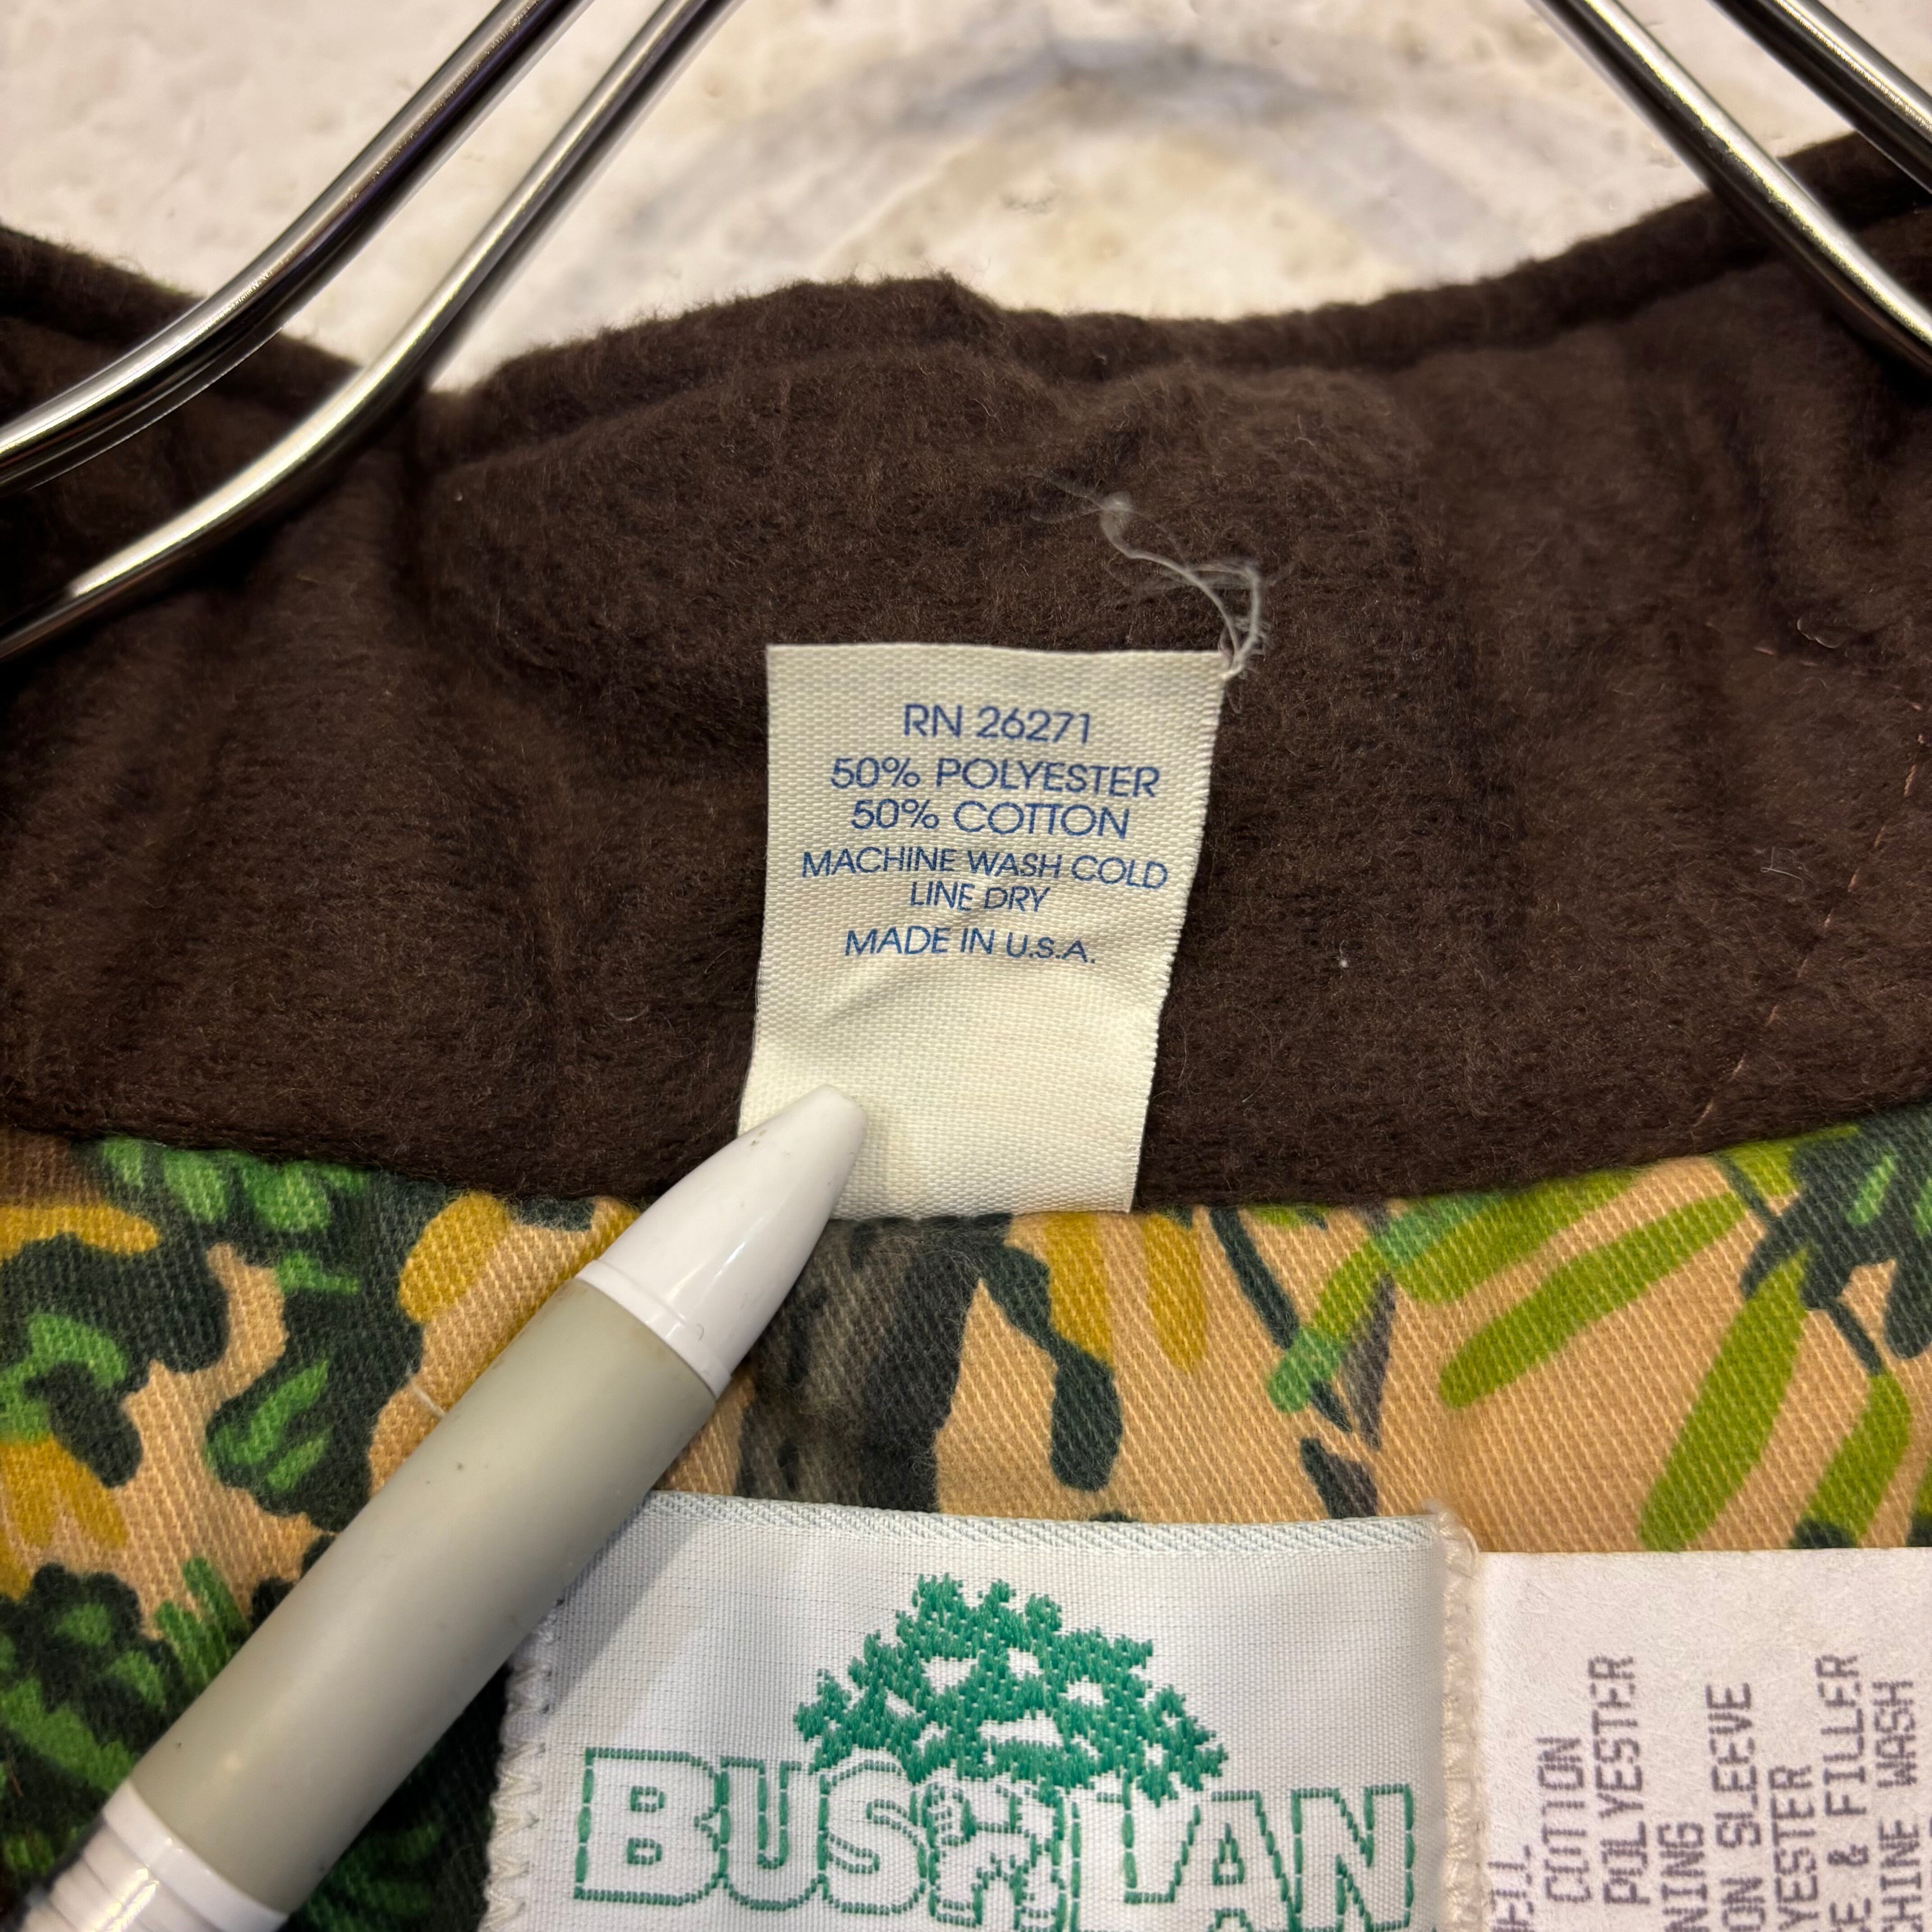 RN 26271
50% POLYESTER
50% COTTON
MACHINE WASH COLD
LINE DRY
MADE IN U.S.A.
BUSHLAN
COTTON
POLYESTER
SLEEVE
& FILLER
WASH